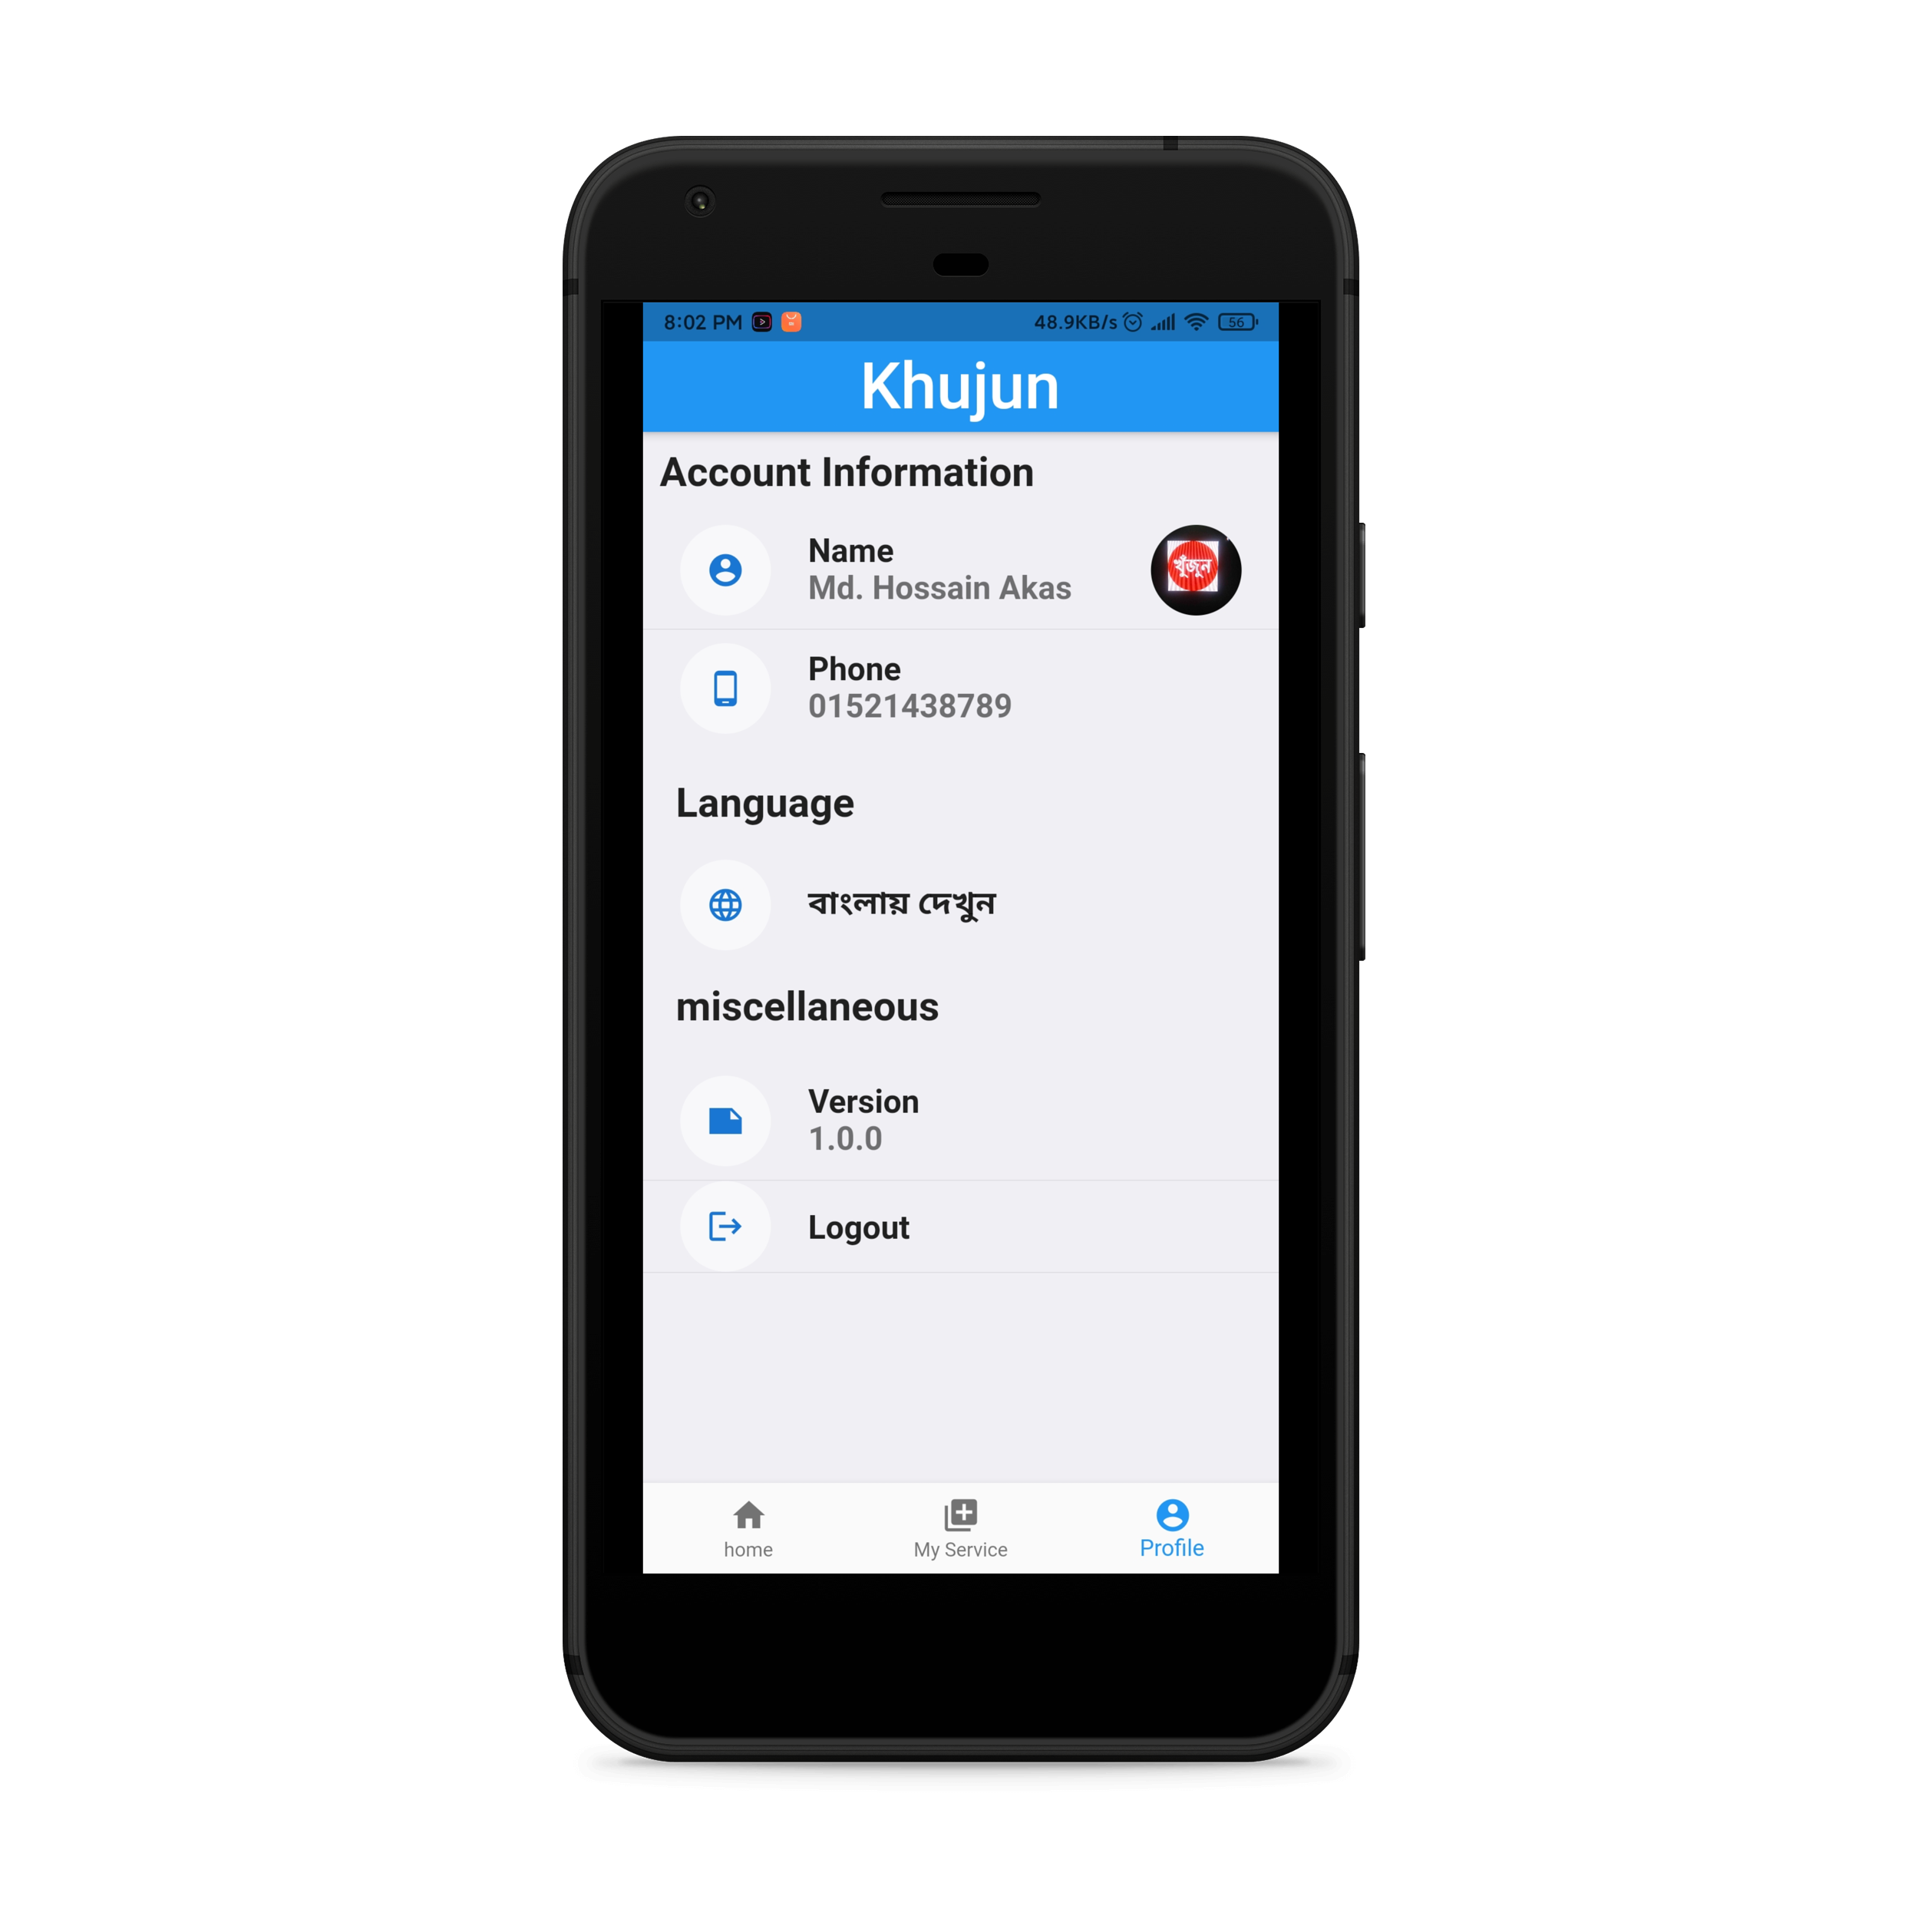 8:02 PM 48.9KB/s 56
Khujun
Account Information
Name
Md. Hossain Akas
খুঁজুন
Phone
01521438789
Language
বাংলায় দেখুন
miscellaneous
Version
1.0.0
Logout
home My Service Profile